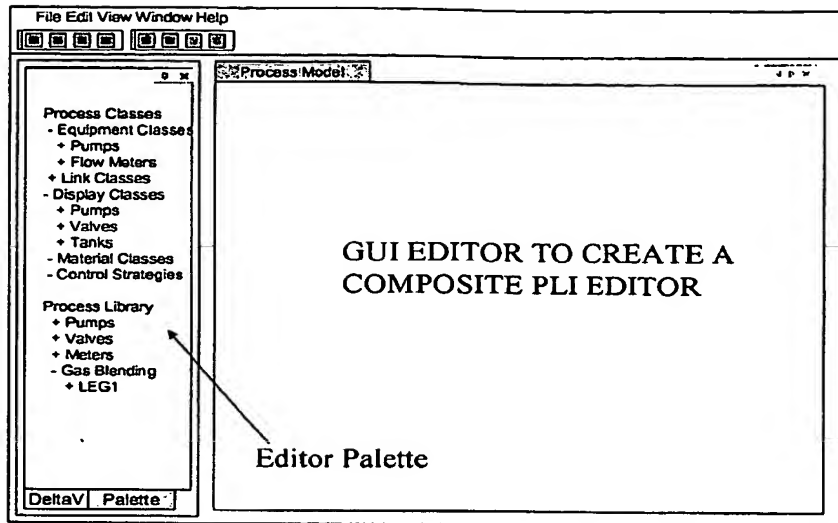 File Edit View Window Help
Process Model
Process Classes
- Equipment Classes
+ Pumps
+ Flow Meters
+ Link Classes
- Display Classes
+ Pumps
+ Valves
+ Tanks
- Material Classes
- Control Strategies
Process Library
+ Pumps
+ Valves
+ Meters
- Gas Blending
+ LEG1
GUI EDITOR TO CREATE A
COMPOSITE PLI EDITOR
Editor Palette
DeltaV Palette